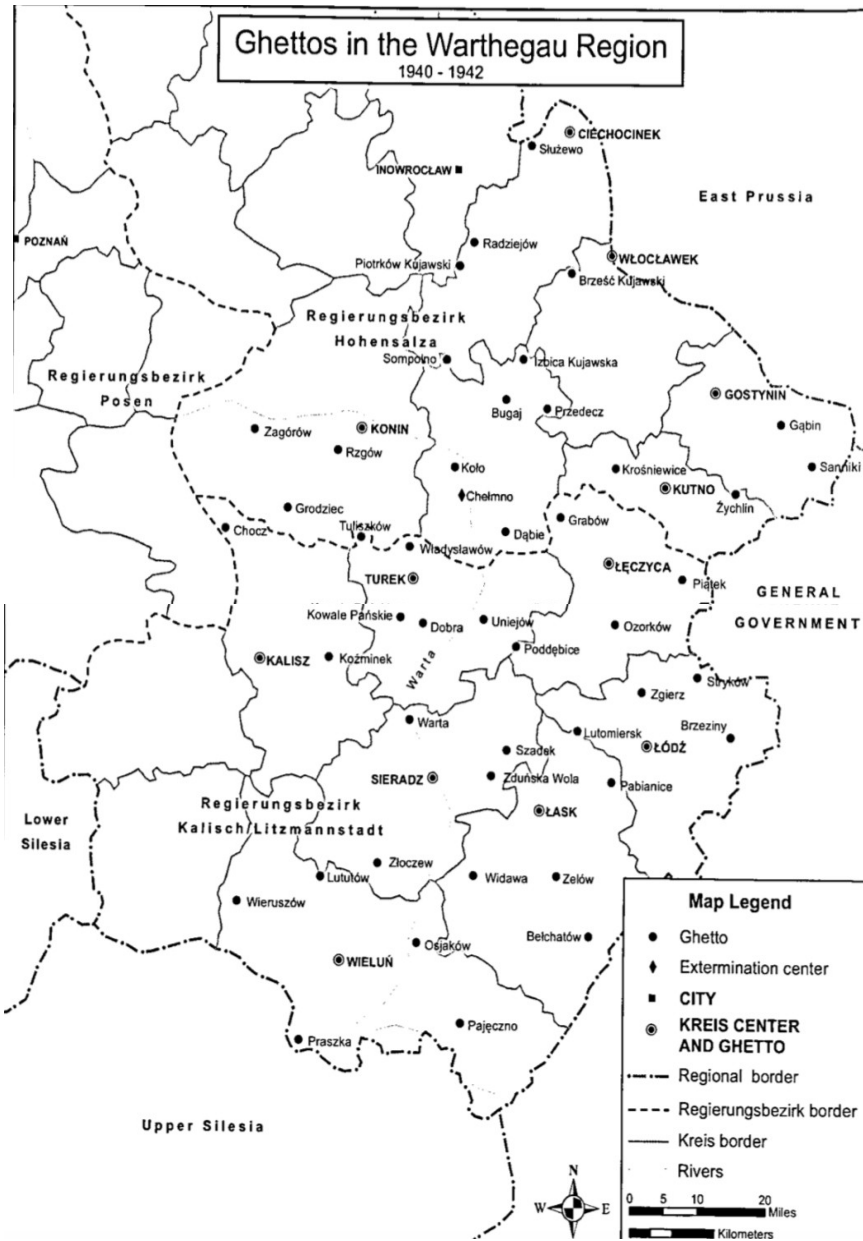 Ghettos in the Warthegau Region
1940 - 1942
CIECHOCINEK
Służewo
INOWROCŁAW
East Prussia
POZNAŃ
Radziejów
Piotrków Kujawski
WŁOCŁAWEK
Brześć Kujawski
Regierungsbezirk
Hohensalza
Sompolno
Izbica Kujawska
Regierungsbezirk
Posen
Bugaj
Przedecz
GOSTYNIN
Gąbin
Zagórów
KONIN
Rzgów
Koło
Krośniewice
Sanniki
KUTNO
Żychlin
Chełmno
Grodziec
Chocz
Tuliszków
Władysławów
Dąbie
Grabów
ŁĘCZYCA
Piątek
TUREK
GENERAL
GOVERNMENT
Kowale Pańskie
Dobra
Uniejów
Ozorków
KALISZ
Koźminek
Warta
Poddębice
Stryków
Zgierz
Warta
Lutomiersk
Brzeziny
ŁÓDŹ
Szadek
SIERADZ
Zduńska Wola
Pabianice
Regierungsbezirk
Kalisch/Litzmannstadt
ŁASK
Lower
Silesia
Złoczew
Lututów
Widawa
Zelów
Wieruszów
Osjaków
Bełchatów
WIELUŃ
Pajęczno
Praszka
Upper Silesia
Map Legend
Ghetto
Extermination center
CITY
KREIS CENTER
AND GHETTO
Regional border
Regierungsbezirk border
Kreis border
Rivers
N
W E
S
0 5 10 20
Miles
Kilometers